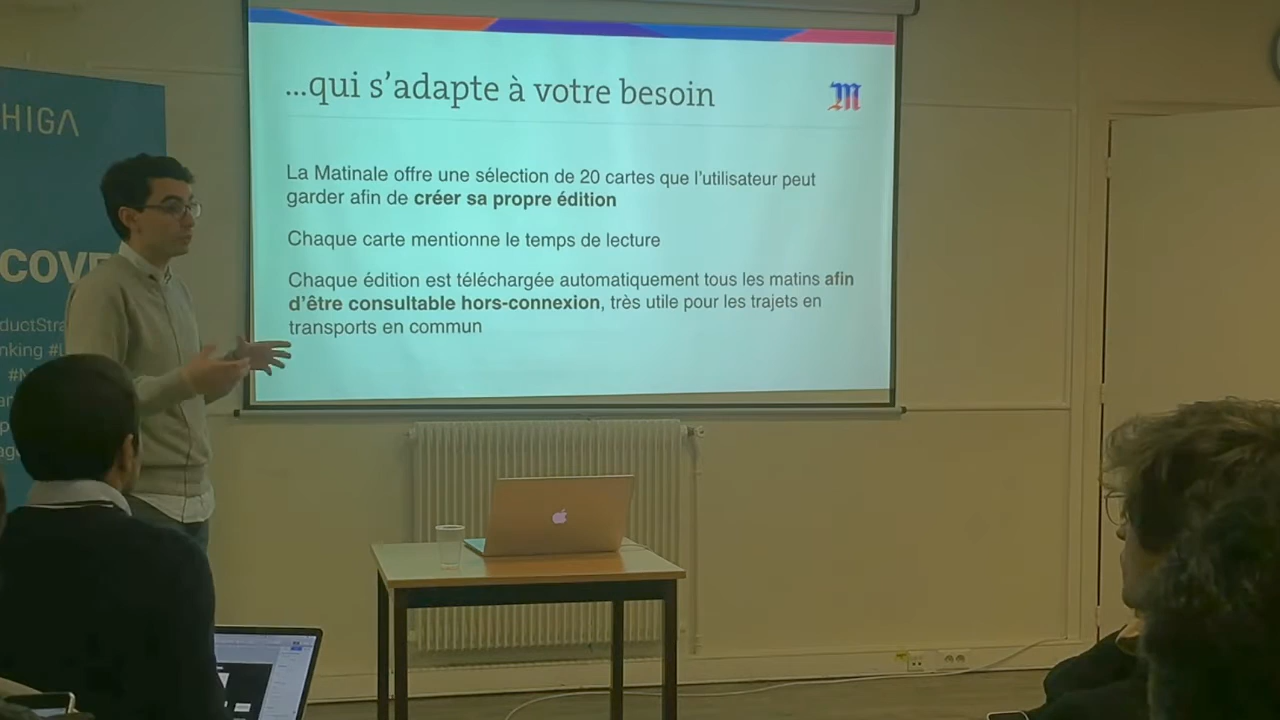 HIGA
...qui s'adapte à votre besoin
La Matinale offre une sélection de 20 cartes que l'utilisateur peut
garder afin de créer sa propre édition
Chaque carte mentionne le temps de lecture
Chaque édition est téléchargée automatiquement tous les matins afin
d'être consultable hors-connexion, très utile pour les trajets en
transports en commun